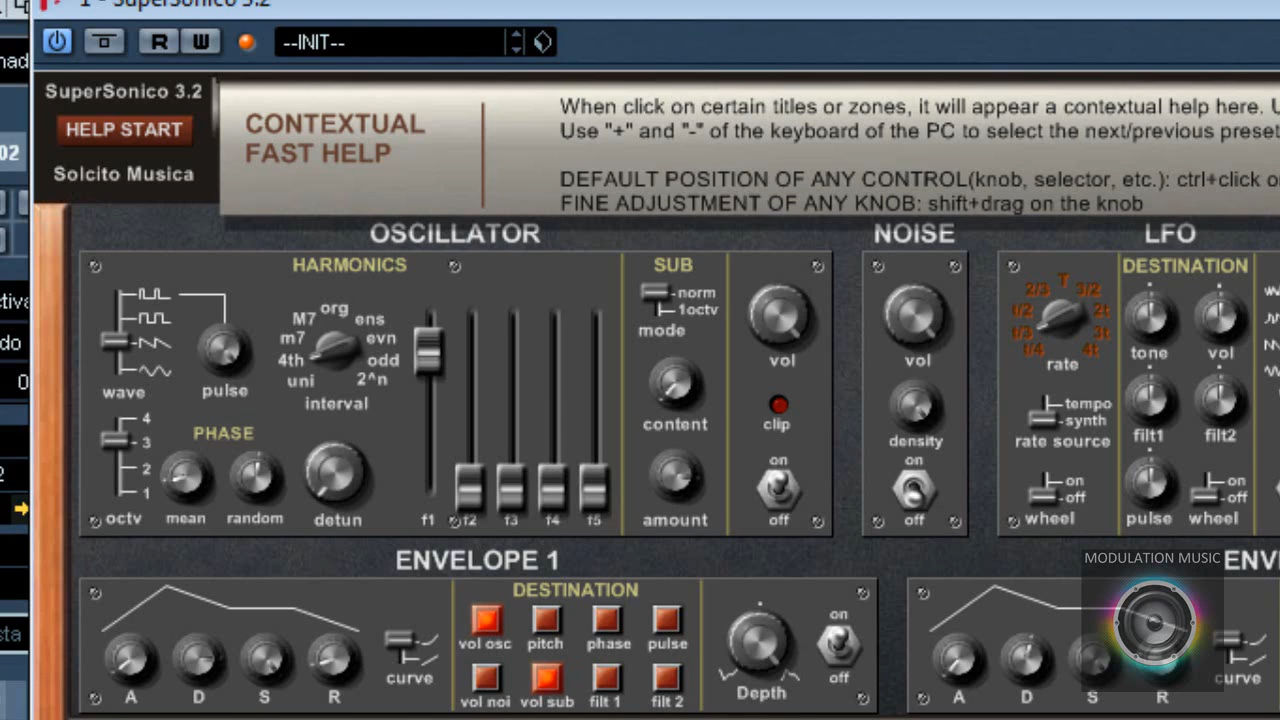 1 - SuperSonico 3.2
R W --INIT--
SuperSonico 3.2
HELP START
Solcito Musica
CONTEXTUAL
FAST HELP
When click on certain titles or zones, it will appear a contextual help here. U
Use "+" and "-" of the keyboard of the PC to select the next/previous preset
DEFAULT POSITION OF ANY CONTROL(knob, selector, etc.): ctrl+click o
FINE ADJUSTMENT OF ANY KNOB: shift+drag on the knob
OSCILLATOR
HARMONICS
wave
pulse
M7 org ens
m7 evn
4th odd
uni 2^n
interval
4
3
2
1
octv
PHASE
mean random detun
f1 f2 f3 f4 f5
SUB
norm
1octv
mode
content
amount
vol
clip
on
off
NOISE
vol
density
on
off
LFO
T
2/3 3/2
t/2 2t
t/3 3t
t/4 4t
rate
tempo
synth
rate source
on
off
wheel
DESTINATION
tone vol
filt1 filt2
pulse
on
off
wheel
ENVELOPE 1
A D S R
curve
DESTINATION
vol osc pitch phase pulse
vol noi vol sub filt 1 filt 2
Depth
on
off
MODULATION MUSIC
ENV
A D S R
curve
02
0